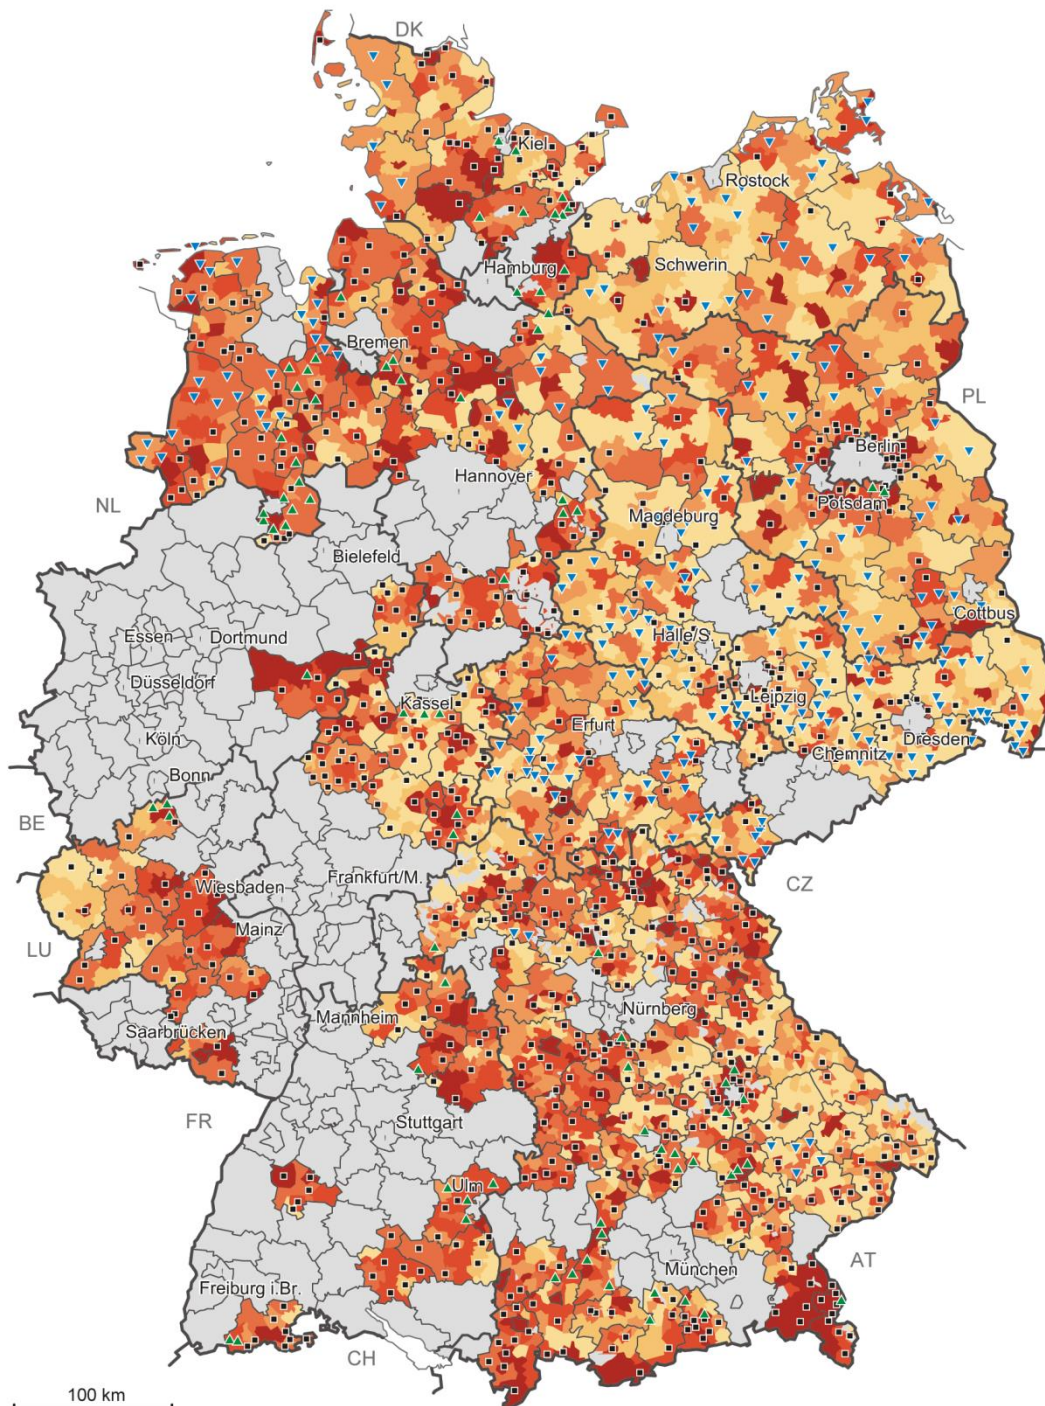 DK
Kiel
Rostock
Hamburg
Schwerin
Bremen
PL
Berlin
Hannover
NL
Magdeburg
Potsdam
Bielefeld
Cottbus
Essen
Dortmund
Halle/S.
Düsseldorf
Kassel
Leipzig
Erfurt
Köln
Dresden
Chemnitz
Bonn
BE
Wiesbaden
Frankfurt/M.
CZ
Mainz
LU
Mannheim
Nürnberg
Saarbrücken
FR
Stuttgart
Ulm
München
AT
Freiburg i.Br.
CH
100 km